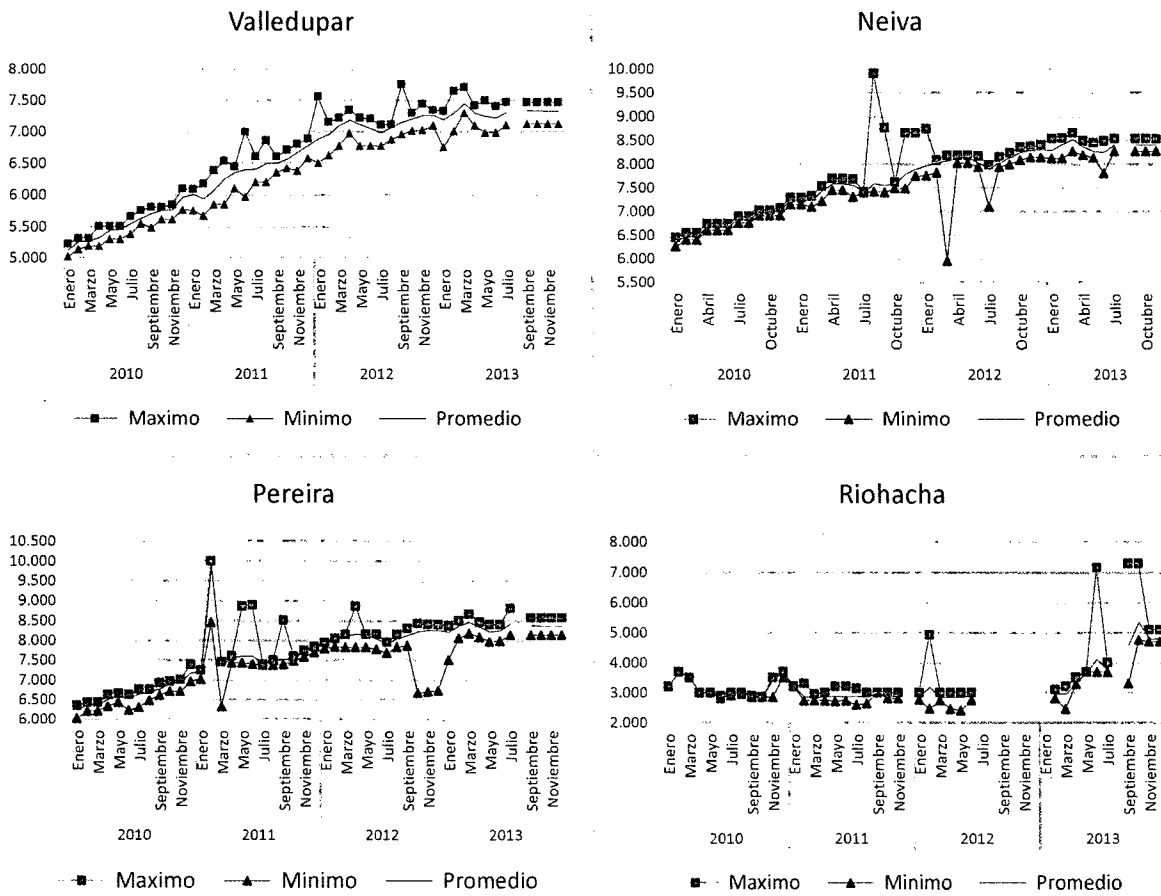 Valledupar
8.000
7.500
7.000
6.500
6.000
5.500
5.000
Enero
Marzo
Mayo
Julio
Septiembre
Noviembre
Enero
Marzo
Mayo
Julio
Septiembre
Noviembre
Enero
Marzo
Mayo
Julio
Septiembre
Noviembre
Enero
Marzo
Mayo
Julio
Septiembre
Noviembre
2010 2011 2012 2013
Maximo Minimo Promedio
Neiva
10.000
9.500
9.000
8.500
8.000
7.500
7.000
6.500
6.000
5.500
Enero
Abril
Julio
Octubre
Enero
Abril
Julio
Octubre
Enero
Abril
Julio
Octubre
Enero
Abril
Julio
Octubre
2010 2011 2012 2013
Maximo Minimo Promedio
Pereira
10.500
10.000
9.500
9.000
8.500
8.000
7.500
7.000
6.500
6.000
Enero
Marzo
Mayo
Julio
Septiembre
Noviembre
Enero
Marzo
Mayo
Julio
Septiembre
Noviembre
Enero
Marzo
Mayo
Julio
Septiembre
Noviembre
Enero
Marzo
Mayo
Julio
Septiembre
Noviembre
2010 2011 2012 2013
Maximo Minimo Promedio
Riohacha
8.000
7.000
6.000
5.000
4.000
3.000
2.000
Enero
Marzo
Mayo
Julio
Septiembre
Noviembre
Enero
Marzo
Mayo
Julio
Septiembre
Noviembre
Enero
Marzo
Mayo
Julio
Septiembre
Noviembre
Enero
Marzo
Mayo
Julio
Septiembre
Noviembre
2010 2011 2012 2013
Maximo Minimo Promedio